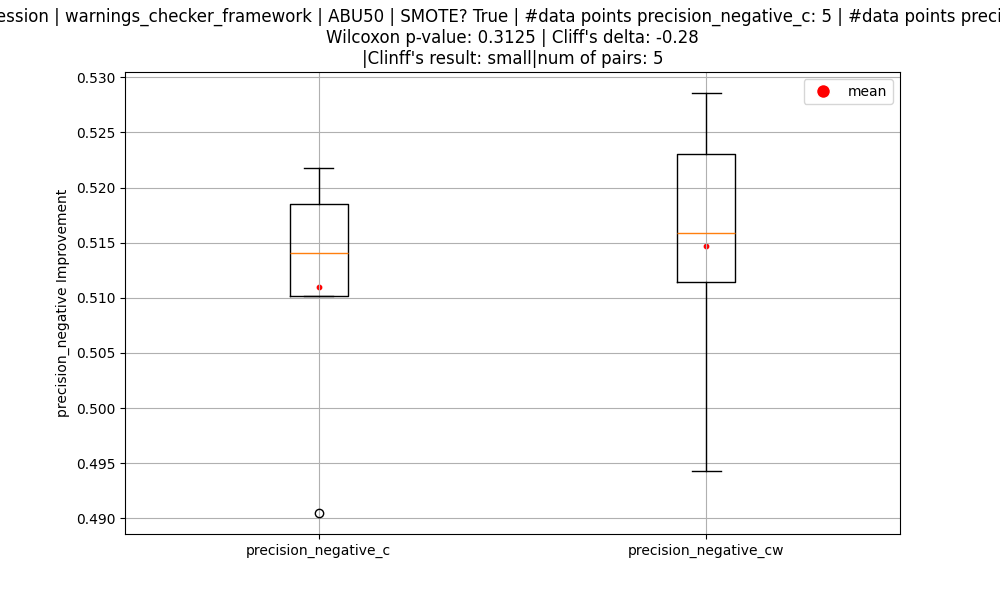 ession | warnings_checker_framework | ABU50 | SMOTE? True | #data points precision_negative_c: 5 | #data points preci
Wilcoxon p-value: 0.3125 | Cliff's delta: -0.28
|Clinff's result: small|num of pairs: 5
mean
0.530
0.525
0.520
0.515
0.510
0.505
0.500
0.495
0.490
precision_negative Improvement
precision_negative_c
precision_negative_cw